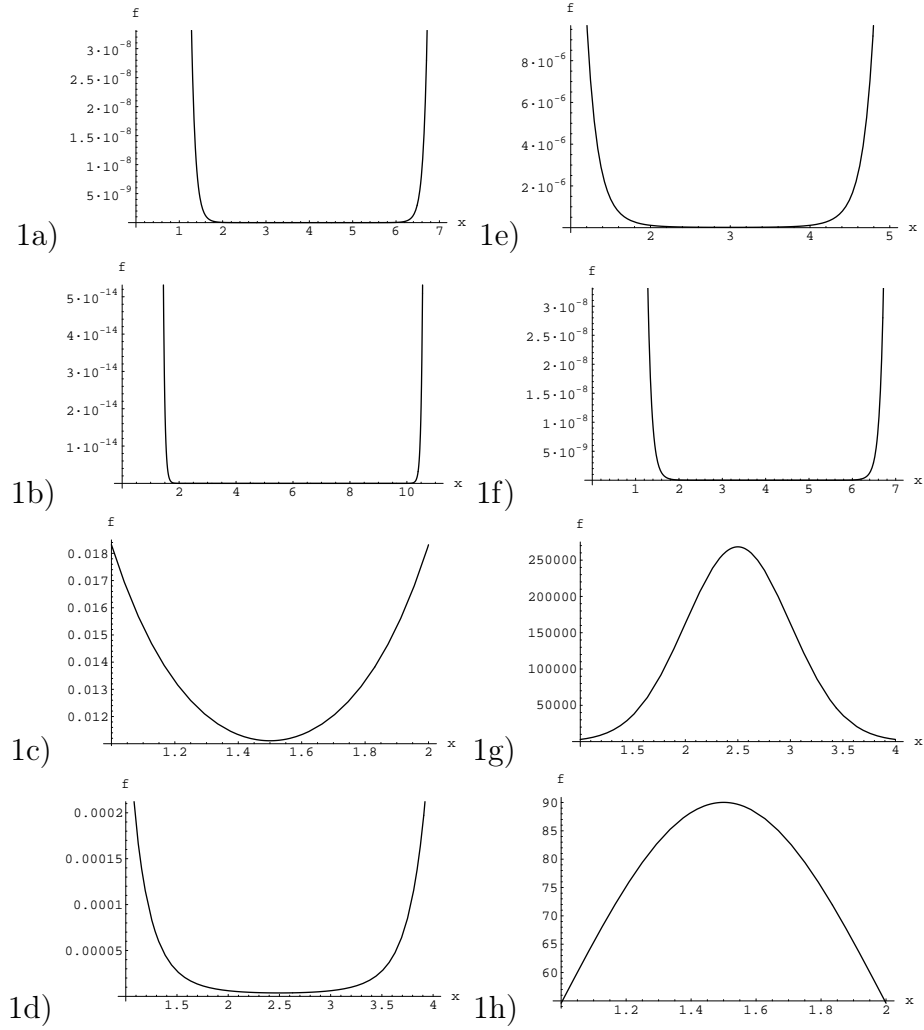 f
3·10⁻⁸
2.5·10⁻⁸
2·10⁻⁸
1.5·10⁻⁸
1·10⁻⁸
5·10⁻⁹
1 2 3 4 5 6 7 x
1a)
f
8·10⁻⁶
6·10⁻⁶
4·10⁻⁶
2·10⁻⁶
2 3 4 5 x
1e)
f
5·10⁻¹⁴
4·10⁻¹⁴
3·10⁻¹⁴
2·10⁻¹⁴
1·10⁻¹⁴
2 4 6 8 10 x
1b)
f
3·10⁻⁸
2.5·10⁻⁸
2·10⁻⁸
1.5·10⁻⁸
1·10⁻⁸
5·10⁻⁹
1 2 3 4 5 6 7 x
1f)
f
0.018
0.017
0.016
0.015
0.014
0.013
0.012
1.2 1.4 1.6 1.8 2 x
1c)
f
250000
200000
150000
100000
50000
1.5 2 2.5 3 3.5 4 x
1g)
f
0.0002
0.00015
0.0001
0.00005
1.5 2 2.5 3 3.5 4 x
1d)
f
90
85
80
75
70
65
60
1.2 1.4 1.6 1.8 2 x
1h)